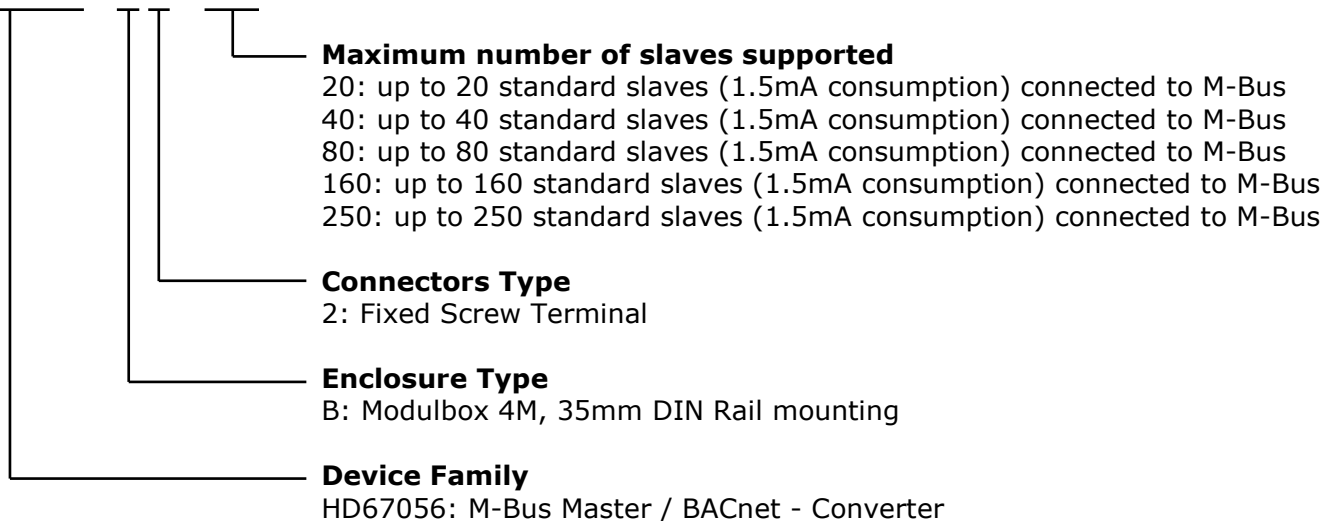 Maximum number of slaves supported
20: up to 20 standard slaves (1.5mA consumption) connected to M-Bus
40: up to 40 standard slaves (1.5mA consumption) connected to M-Bus
80: up to 80 standard slaves (1.5mA consumption) connected to M-Bus
160: up to 160 standard slaves (1.5mA consumption) connected to M-Bus
250: up to 250 standard slaves (1.5mA consumption) connected to M-Bus
Connectors Type
2: Fixed Screw Terminal
Enclosure Type
B: Modulbox 4M, 35mm DIN Rail mounting
Device Family
HD67056: M-Bus Master / BACnet - Converter